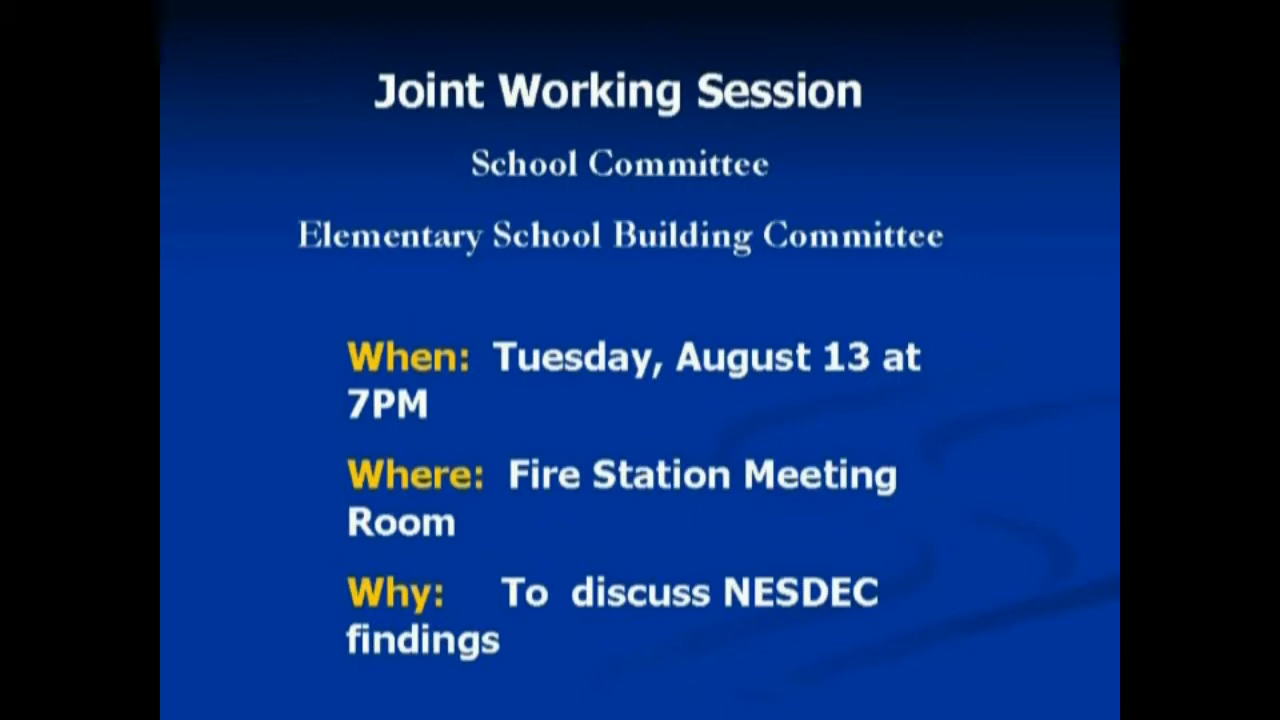 Joint Working Session
School Committee
Elementary School Building Committee
When: Tuesday, August 13 at
7PM
Where: Fire Station Meeting
Room
Why: To discuss NESDEC
findings